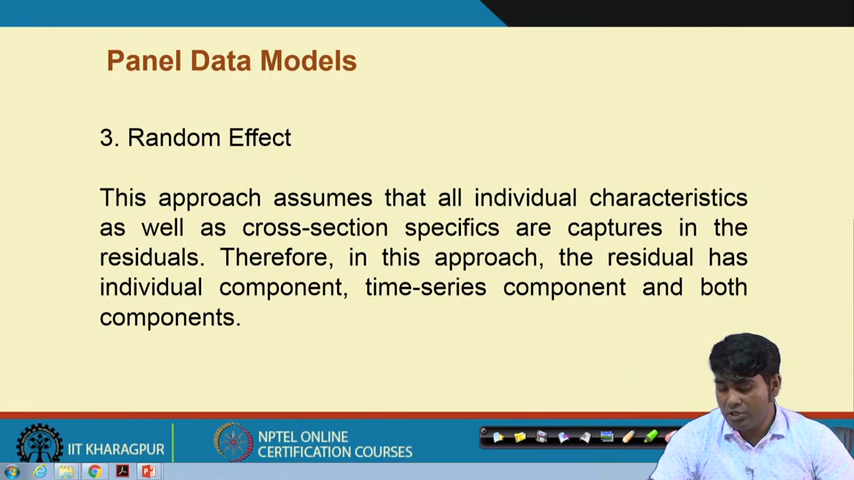 Panel Data Models
3. Random Effect
This approach assumes that all individual characteristics
as well as cross-section specifics are captures in the
residuals. Therefore, in this approach, the residual has
individual component, time-series component and both
components.
IIT KHARAGPUR
NPTEL ONLINE
CERTIFICATION COURSES